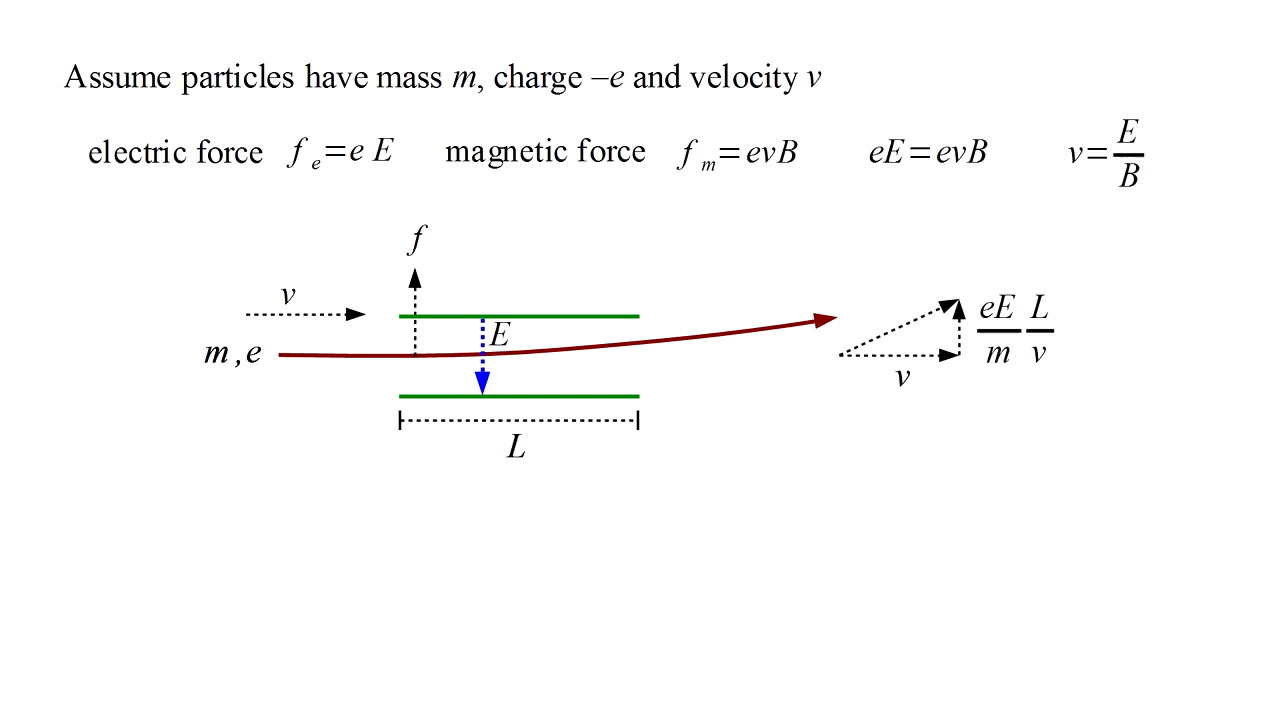 Assume particles have mass m, charge –e and velocity v
electric force f_e=e E magnetic force f_m=evB eE=evB v=E/B
f
v
E
m,e
eE/m L/v
v
L